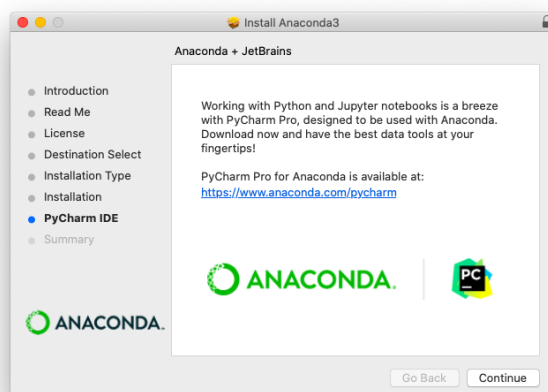 Install Anaconda3
Anaconda + JetBrains
Introduction
Read Me
License
Destination Select
Installation Type
Installation
PyCharm IDE
Summary
Working with Python and Jupyter notebooks is a breeze
with PyCharm Pro, designed to be used with Anaconda.
Download now and have the best data tools at your
fingertips!
PyCharm Pro for Anaconda is available at:
https://www.anaconda.com/pycharm
ANACONDA.
PC
ANACONDA.
Go Back
Continue